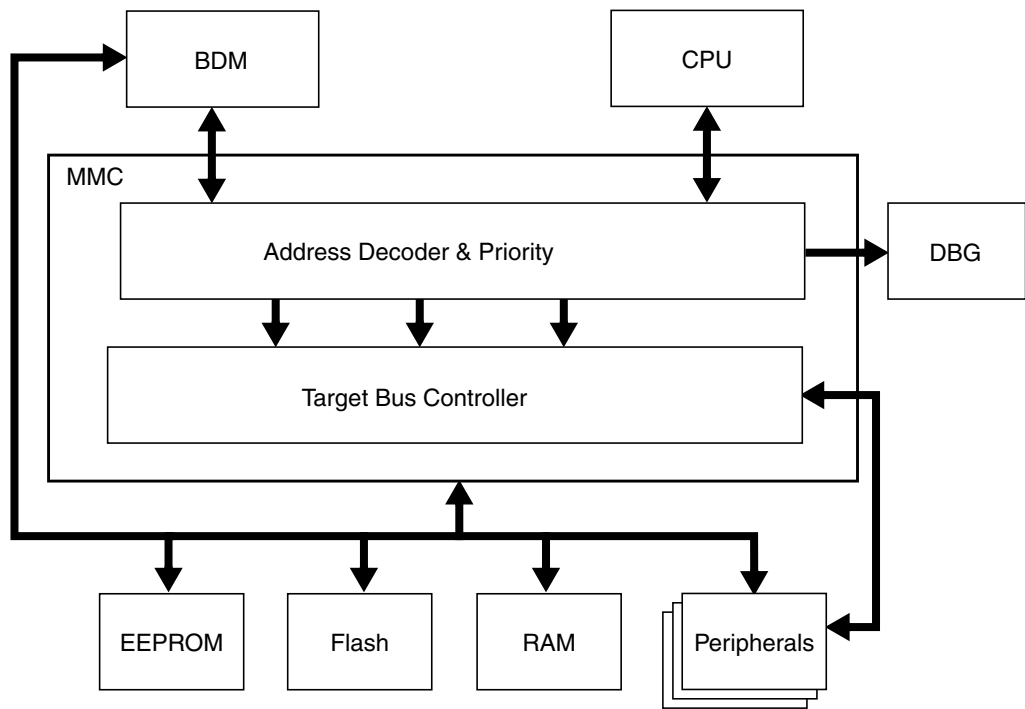 BDM
CPU
MMC
Address Decoder & Priority
DBG
Target Bus Controller
EEPROM
Flash
RAM
Peripherals